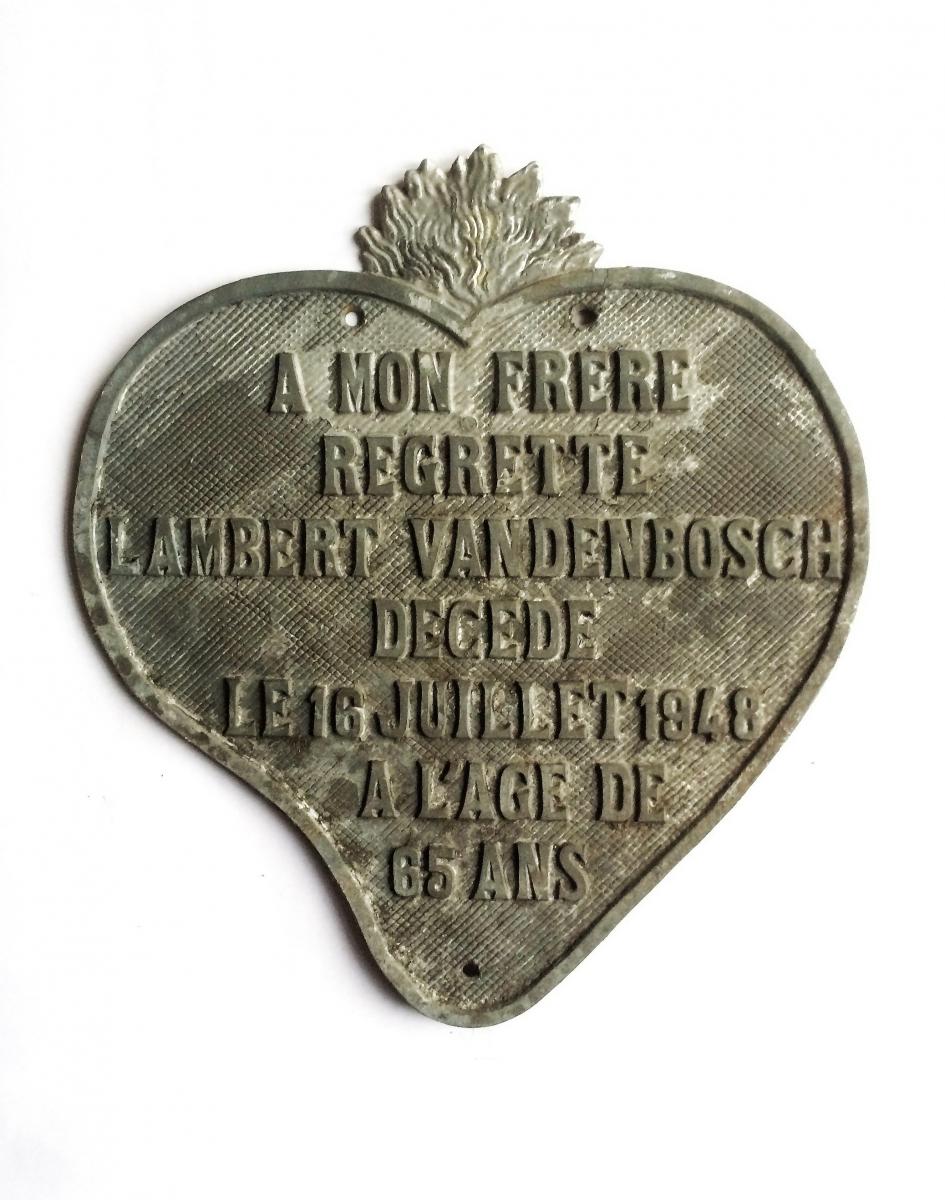 A MON FRERE
REGRETTE
LAMBERT VANDENBOSCH
DECEDE
LE 16 JUILLET 1948
A L'AGE DE
65 ANS